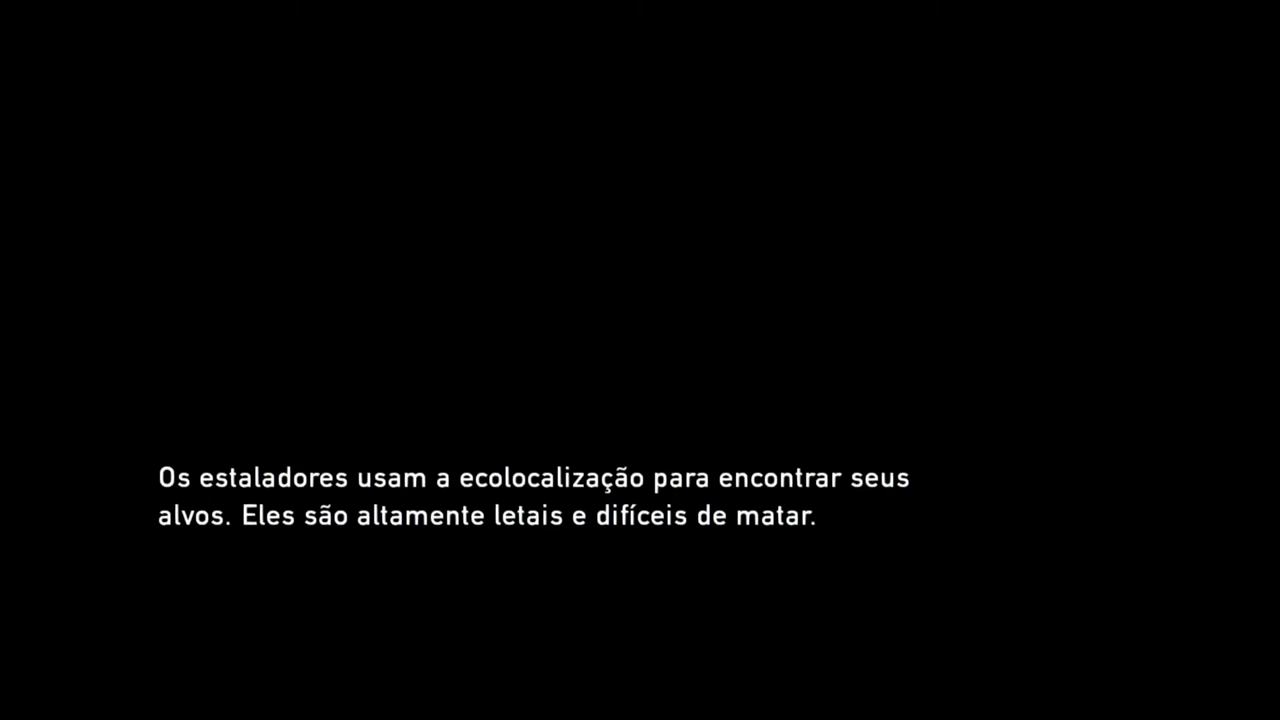 Os estaladores usam a ecolocalização para encontrar seus
alvos. Eles são altamente letais e difíceis de matar.